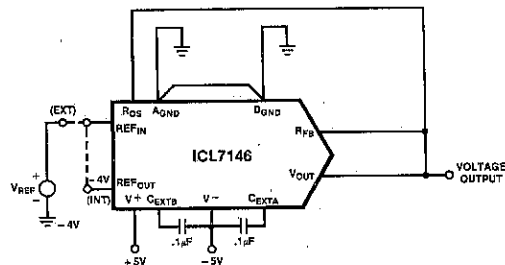 R_OS A_GND D_GND
(EXT)
REF_IN
R_FB
ICL7146
VOLTAGE
OUTPUT
V_OUT
+
V_REF
−
−4V
REF_OUT
(INT)
V+ C_EXTB V− C_EXTA
−4V
.1μF .1μF
+5V −5V